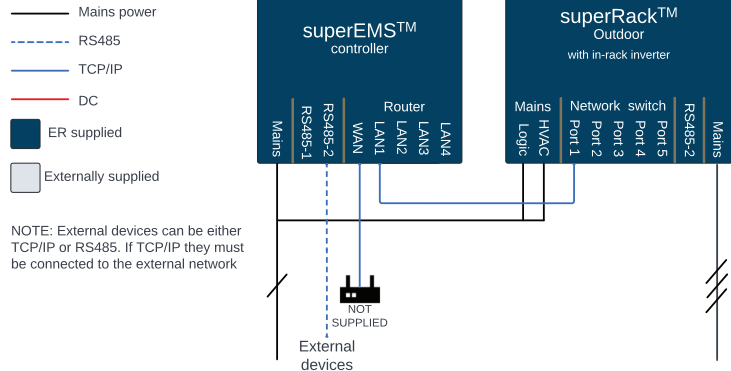 Mains power
RS485
TCP/IP
DC
ER supplied
Externally supplied
NOTE: External devices can be either
TCP/IP or RS485. If TCP/IP they must
be connected to the external network
superEMS™
controller
Router
Mains
RS485-1
RS485-2
WAN
LAN1
LAN2
LAN3
LAN4
superRack™
Outdoor
with in-rack inverter
Mains
Network switch
Logic
HVAC
Port 1
Port 2
Port 3
Port 4
Port 5
RS485-2
Mains
NOT
SUPPLIED
External
devices